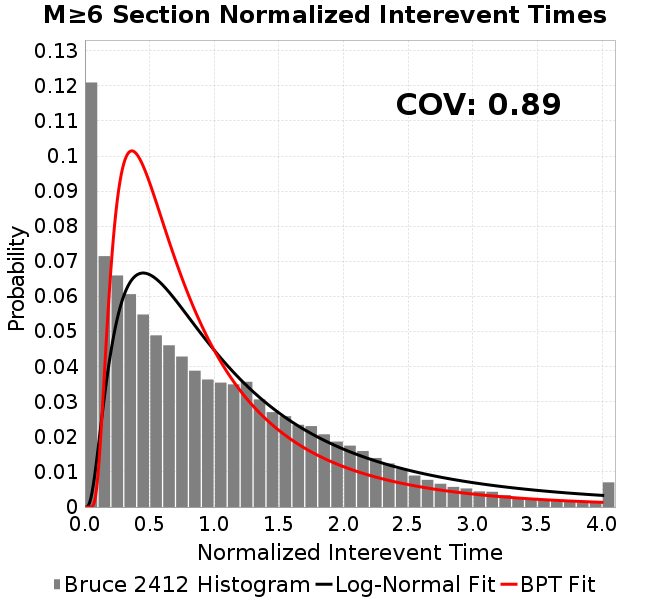 M≥6 Section Normalized Interevent Times
0.13
0.12
0.11
0.1
0.09
0.08
0.07
0.06
0.05
0.04
0.03
0.02
0.01
0
Probability
COV: 0.89
0.0 0.5 1.0 1.5 2.0 2.5 3.0 3.5 4.0
Normalized Interevent Time
Bruce 2412 Histogram Log-Normal Fit BPT Fit